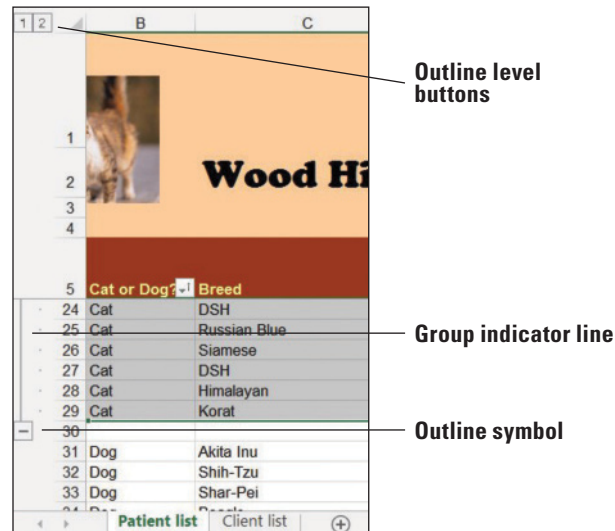 1 2
B C
Outline level
buttons
1
2 Wood Hi
3
4
5 Cat or Dog? Breed
24 Cat DSH
25 Cat Russian Blue
26 Cat Siamese
27 Cat DSH
28 Cat Himalayan
29 Cat Korat
Group indicator line
30
Outline symbol
31 Dog Akita Inu
32 Dog Shih-Tzu
33 Dog Shar-Pei
Patient list Client list